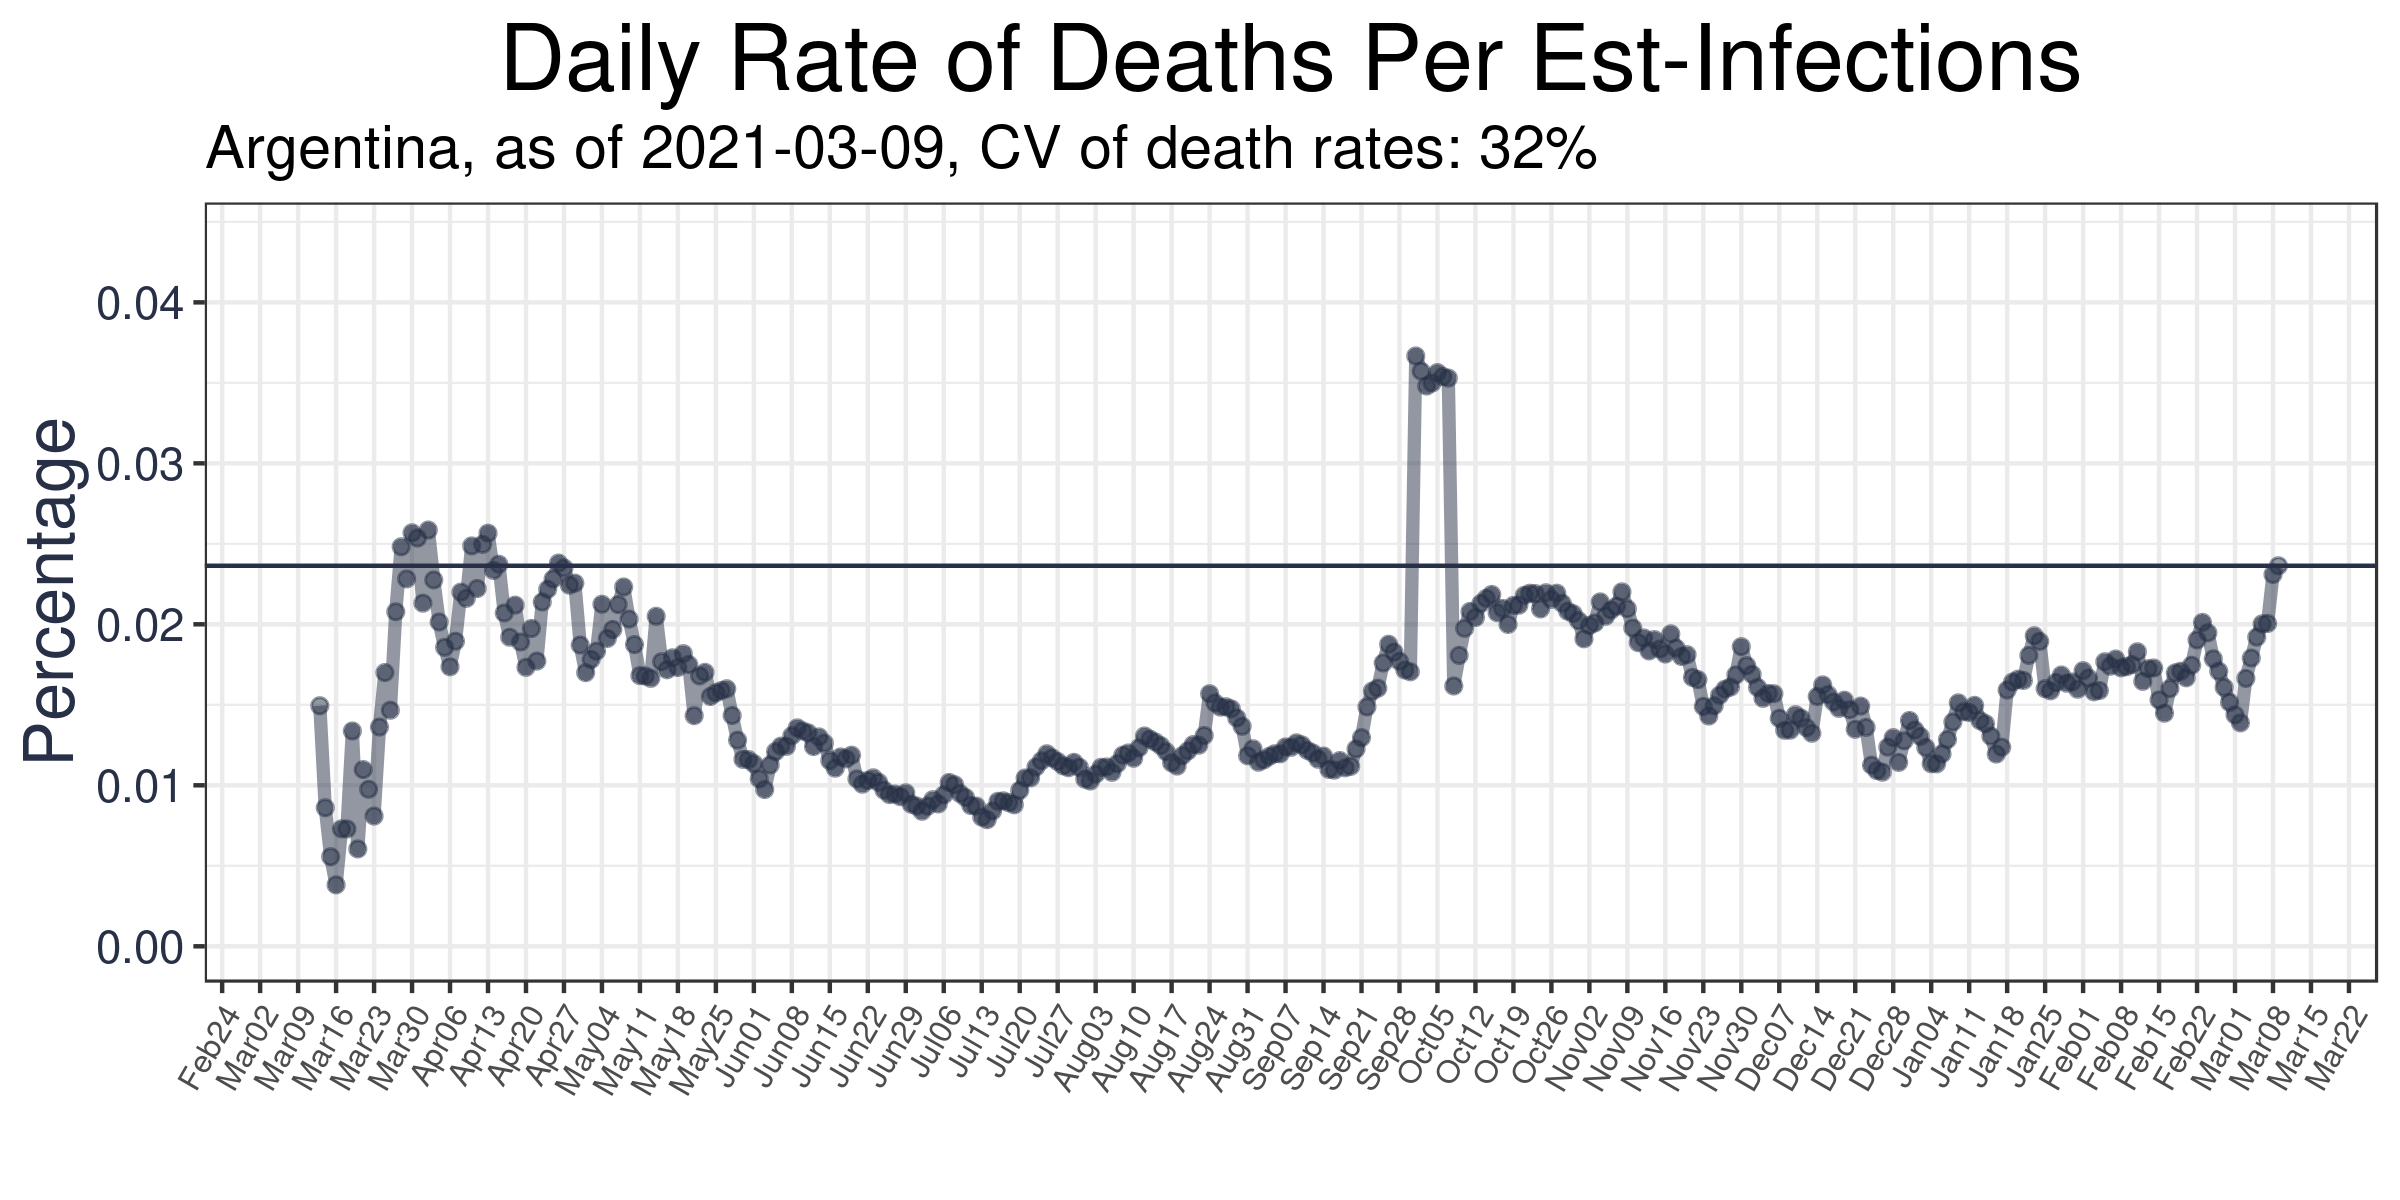 Daily Rate of Deaths Per Est-Infections
Argentina, as of 2021-03-09, CV of death rates: 32%
Percentage
0.04
0.03
0.02
0.01
0.00
Feb24
Mar02
Mar09
Mar16
Mar23
Mar30
Apr06
Apr13
Apr20
Apr27
May04
May11
May18
May25
Jun01
Jun08
Jun15
Jun22
Jun29
Jul06
Jul13
Jul20
Jul27
Aug03
Aug10
Aug17
Aug24
Aug31
Sep07
Sep14
Sep21
Sep28
Oct05
Oct12
Oct19
Oct26
Nov02
Nov09
Nov16
Nov23
Nov30
Dec07
Dec14
Dec21
Dec28
Jan04
Jan11
Jan18
Jan25
Feb01
Feb08
Feb15
Feb22
Mar01
Mar08
Mar15
Mar22